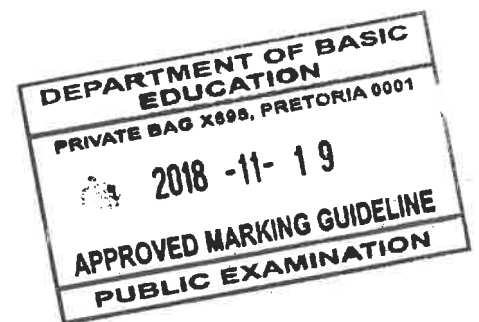 DEPARTMENT OF BASIC
EDUCATION
PRIVATE BAG X895, PRETORIA 0001
2018 -11- 19
APPROVED MARKING GUIDELINE
PUBLIC EXAMINATION